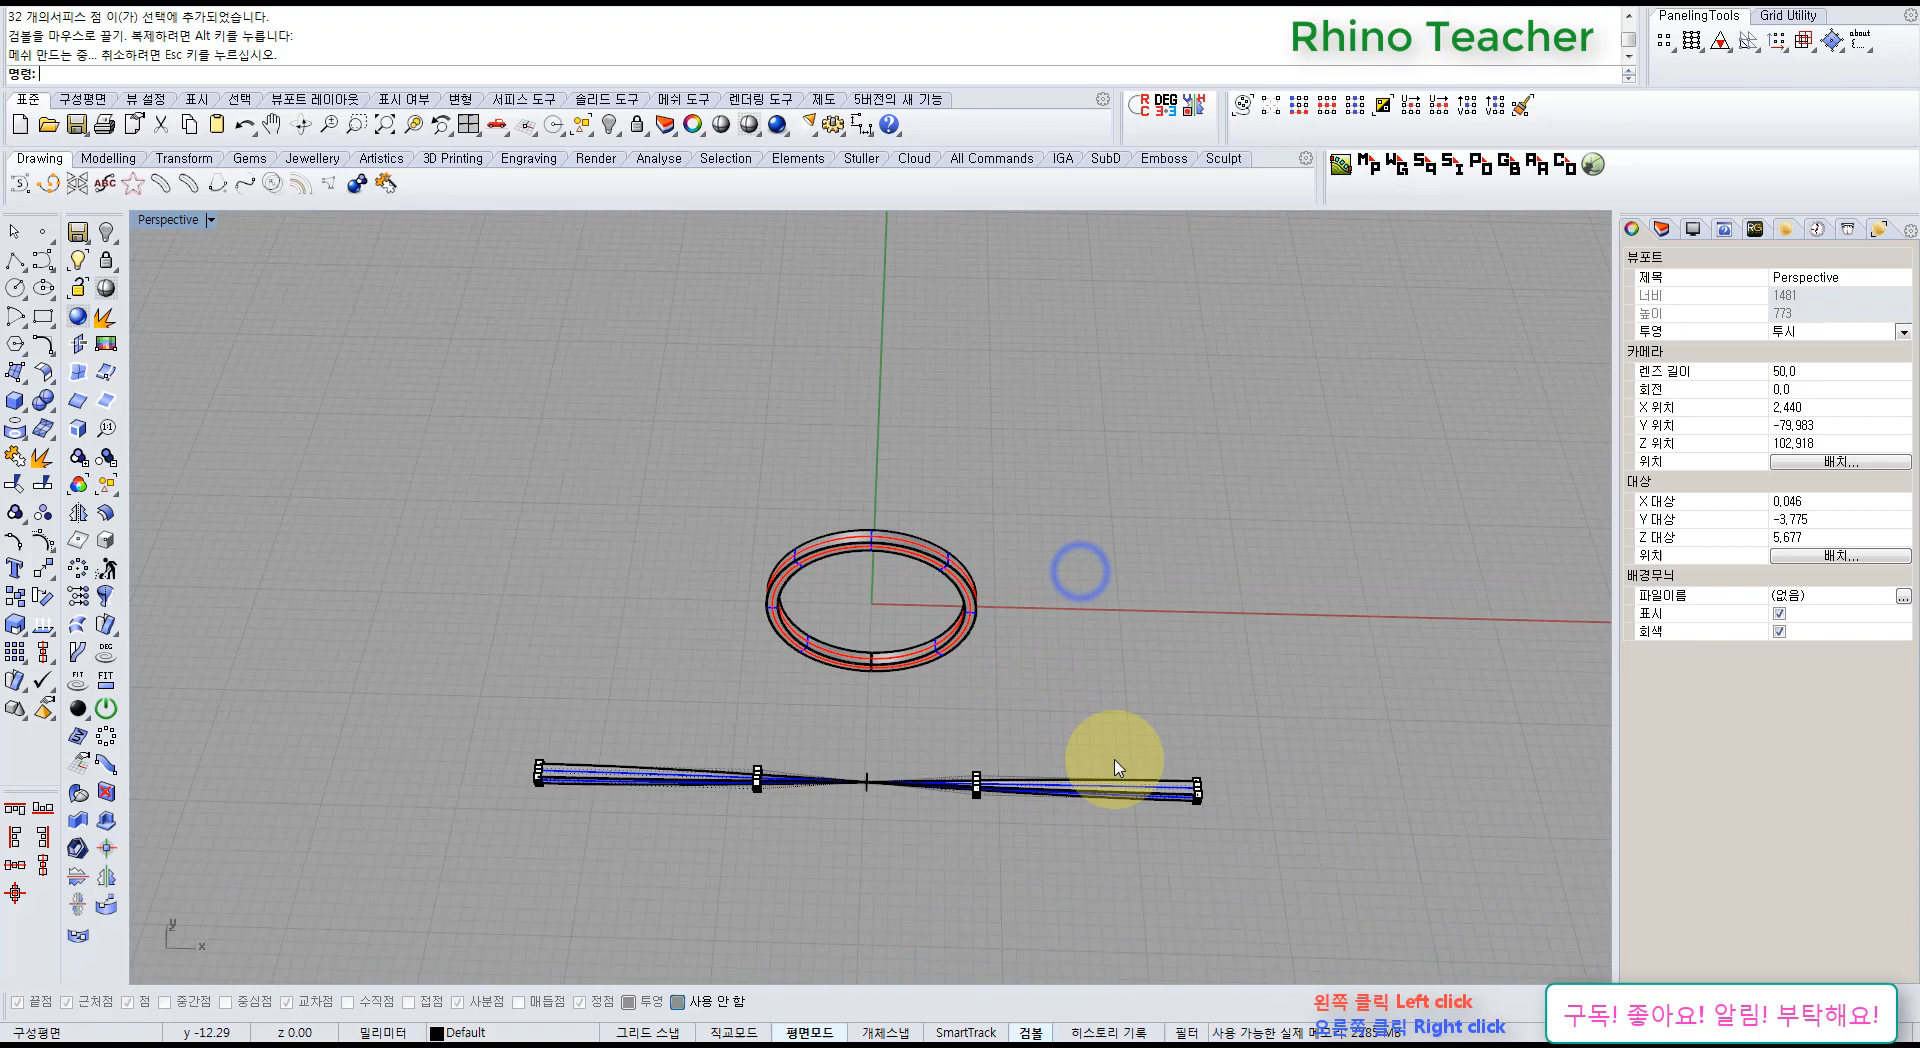 32 개의서피스 점 이(가) 선택에 추가되었습니다.
검볼을 마우스로 끌기. 복제하려면 Alt 키를 누릅니다:
메쉬 만드는 중... 취소하려면 Esc 키를 누르십시오.
명령:
Rhino Teacher
PanelingTools Grid Utility
about
표준 구성평면 뷰 설정 표시 선택 뷰포트 레이아웃 표시 여부 변형 서피스 도구 솔리드 도구 메쉬 도구 렌더링 도구 제도 5버전의 새 기능
Drawing Modelling Transform Gems Jewellery Artistics 3D Printing Engraving Render Analyse Selection Elements Stuller Cloud All Commands IGA SubD Emboss Sculpt
Perspective
뷰포트
제목 Perspective
너비 1481
높이 773
투영 투시
카메라
렌즈 길이 50.0
회전 0.0
X 위치 2.440
Y 위치 -79.983
Z 위치 102.918
위치 배치...
대상
X 대상 0.046
Y 대상 -3.775
Z 대상 5.677
위치 배치...
배경무늬
파일이름 (없음) ...
표시
회색
y
x
끝점 근처점 점 중간점 중심점 교차점 수직점 접점 사분점 매듭점 정점 투영 사용 안 함
왼쪽 클릭 Left click
오른쪽 클릭 Right click
구독! 좋아요! 알림! 부탁해요!
구성평면 y -12.29 z 0.00 밀리미터 Default 그리드 스냅 직교모드 평면모드 개체스냅 SmartTrack 검볼 히스토리 기록 필터 사용 가능한 실제 메모리: 2285 MB